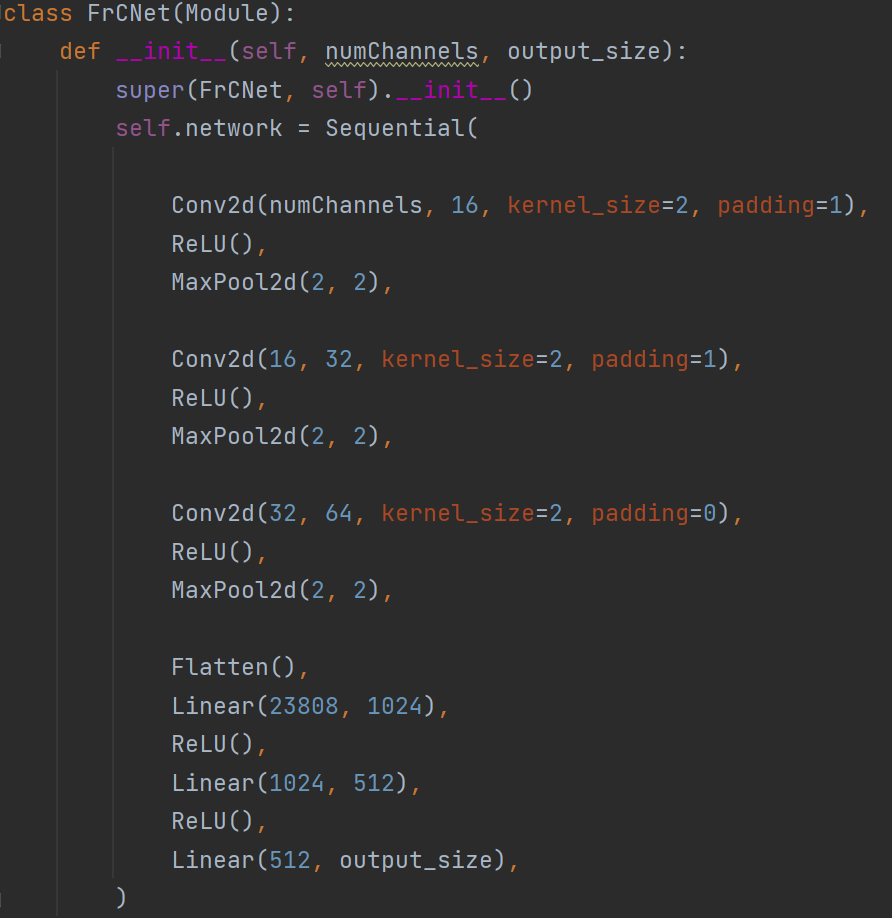 class FrCNet(Module):
    def __init__(self, numChannels, output_size):
        super(FrCNet, self).__init__()
        self.network = Sequential(
            Conv2d(numChannels, 16, kernel_size=2, padding=1),
            ReLU(),
            MaxPool2d(2, 2),
            Conv2d(16, 32, kernel_size=2, padding=1),
            ReLU(),
            MaxPool2d(2, 2),
            Conv2d(32, 64, kernel_size=2, padding=0),
            ReLU(),
            MaxPool2d(2, 2),
            Flatten(),
            Linear(23808, 1024),
            ReLU(),
            Linear(1024, 512),
            ReLU(),
            Linear(512, output_size),
        )